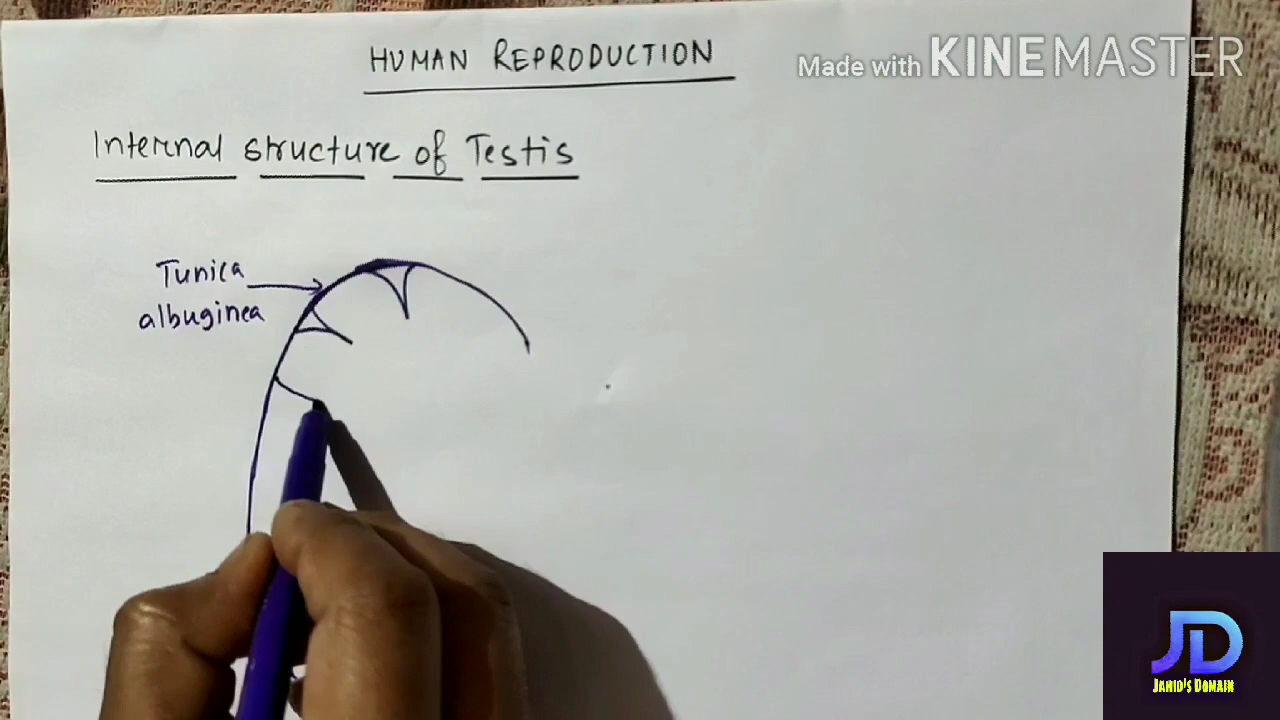 HUMAN REPRODUCTION
Made with KINEMASTER
Internal structure of Testis
Tunica
albuginea
JD
JAHID'S DOMAIN